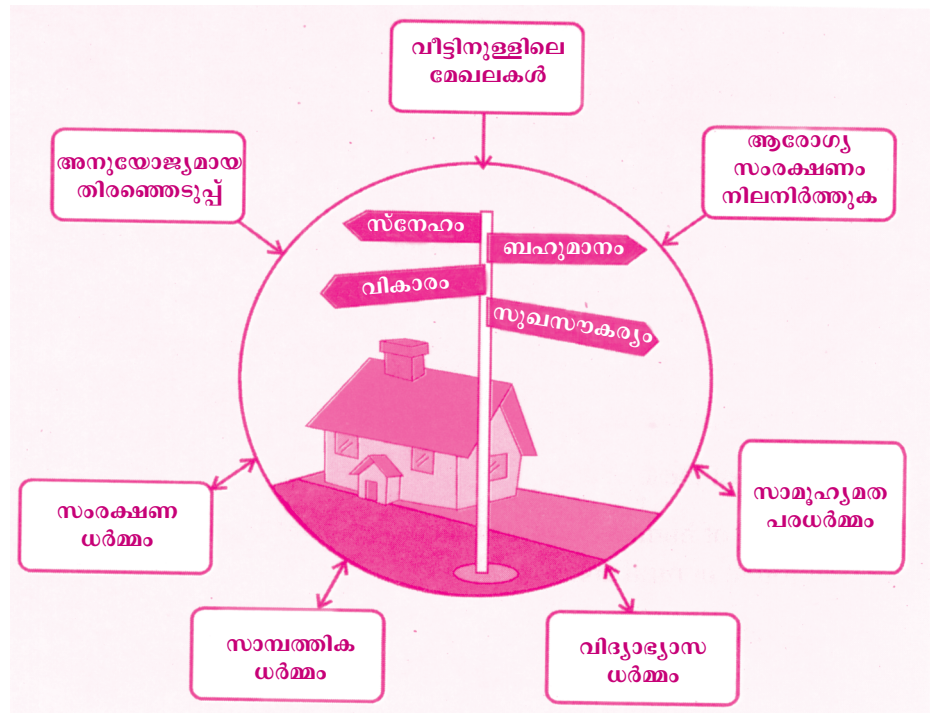 വീട്ടിനുള്ളിലെ
മേഖലകൾ
അനുയോജ്യമായ
തിരഞ്ഞെടുപ്പ്
ആരോഗ്യ
സംരക്ഷണം
നിലനിർത്തുക
സ്നേഹം
ബഹുമാനം
വികാരം
സുഖസൗകര്യം
സംരക്ഷണ
ധർമ്മം
സാമൂഹ്യമത
പരധർമ്മം
സാമ്പത്തിക
ധർമ്മം
വിദ്യാഭ്യാസ
ധർമ്മം